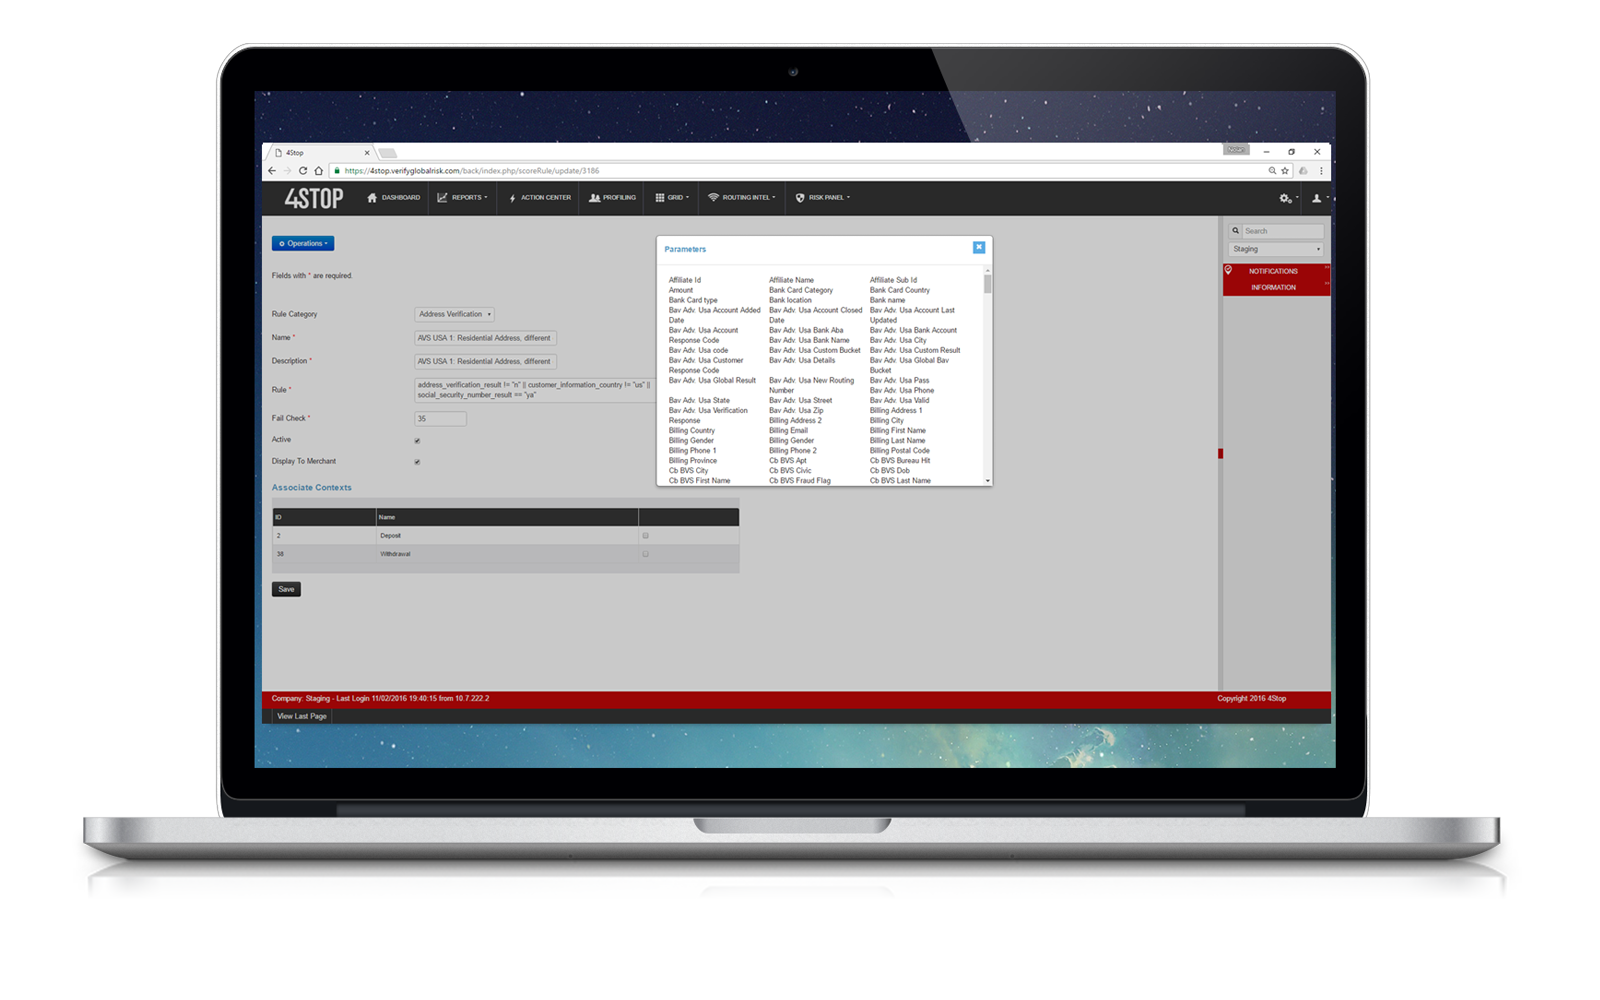 4Stop
Nolan
https://4stop.verifyglobalrisk.com/back/index.php/scoreRule/update/3186
4STOP DASHBOARD REPORTS ACTION CENTER PROFILING GRID ROUTING INTEL RISK PANEL
Operations
Fields with * are required.
Rule Category Address Verification
Name * AVS USA 1: Residential Address, different
Description * AVS USA 1: Residential Address, different
Rule * address_verification_result != "n" || customer_information_country != "us" ||
social_security_number_result == "ya"
Fail Check * 35
Active
Display To Merchant
Associate Contexts
ID Name
2 Deposit
38 Withdrawal
Save
Parameters
Affiliate Id Affiliate Name Affiliate Sub Id
Amount Bank Card Category Bank Card Country
Bank Card type Bank location Bank name
Bav Adv. Usa Account Added Bav Adv. Usa Account Closed Bav Adv. Usa Account Last
Date Date Updated
Bav Adv. Usa Account Bav Adv. Usa Bank Aba Bav Adv. Usa Bank Account
Response Code Bav Adv. Usa Bank Name Bav Adv. Usa City
Bav Adv. Usa code Bav Adv. Usa Custom Bucket Bav Adv. Usa Custom Result
Bav Adv. Usa Customer Bav Adv. Usa Details Bav Adv. Usa Global Bav
Response Code Bucket
Bav Adv. Usa Global Result Bav Adv. Usa New Routing Bav Adv. Usa Pass
Number Bav Adv. Usa Phone
Bav Adv. Usa State Bav Adv. Usa Street Bav Adv. Usa Valid
Bav Adv. Usa Verification Bav Adv. Usa Zip Billing Address 1
Response Billing Address 2 Billing City
Billing Country Billing Email Billing First Name
Billing Gender Billing Gender Billing Last Name
Billing Phone 1 Billing Phone 2 Billing Postal Code
Billing Province Cb BVS Apt Cb BVS Bureau Hit
Cb BVS City Cb BVS Civic Cb BVS Dob
Cb BVS First Name Cb BVS Fraud Flag Cb BVS Last Name
Search
Staging
NOTIFICATIONS
INFORMATION
Company: Staging - Last Login 11/02/2016 19:40:15 from 10.7.222.2 Copyright 2016 4Stop
View Last Page